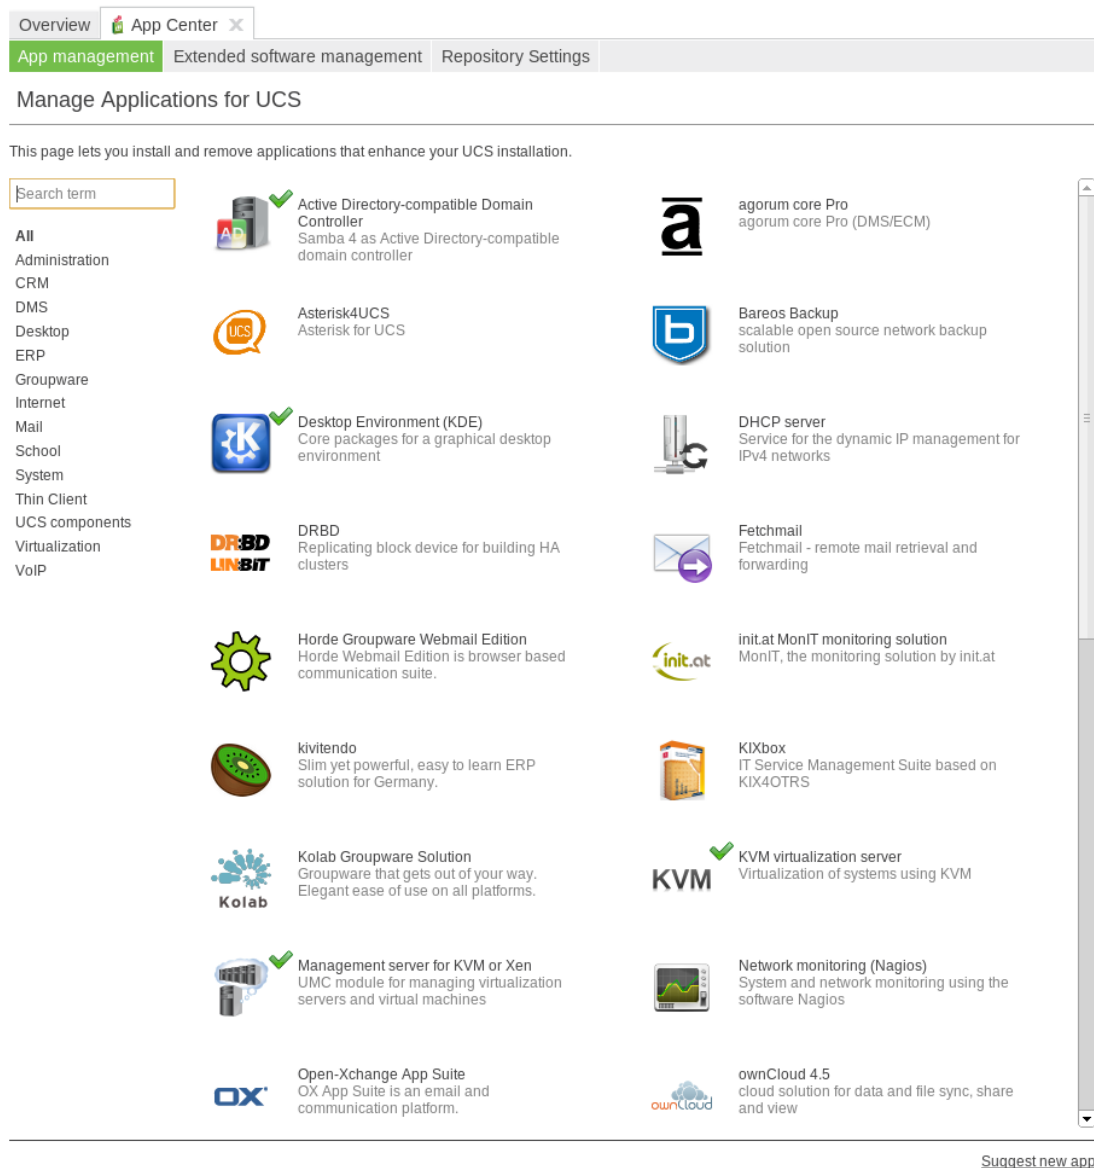 Overview
App Center
App management
Extended software management
Repository Settings
Manage Applications for UCS
This page lets you install and remove applications that enhance your UCS installation.
Search term
All
Administration
CRM
DMS
Desktop
ERP
Groupware
Internet
Mail
School
System
Thin Client
UCS components
Virtualization
VoIP
AD
Active Directory-compatible Domain
Controller
Samba 4 as Active Directory-compatible
domain controller
a
agorum core Pro
agorum core Pro (DMS/ECM)
UCS
Asterisk4UCS
Asterisk for UCS
b
Bareos Backup
scalable open source network backup
solution
K
Desktop Environment (KDE)
Core packages for a graphical desktop
environment
DHCP server
Service for the dynamic IP management for
IPv4 networks
DR:BD
LINBIT
DRBD
Replicating block device for building HA
clusters
Fetchmail
Fetchmail - remote mail retrieval and
forwarding
Horde Groupware Webmail Edition
Horde Webmail Edition is browser based
communication suite.
init.at
init.at MonIT monitoring solution
MonIT, the monitoring solution by init.at
kivitendo
Slim yet powerful, easy to learn ERP
solution for Germany.
KIXbox
IT Service Management Suite based on
KIX4OTRS
Kolab
Kolab Groupware Solution
Groupware that gets out of your way.
Elegant ease of use on all platforms.
KVM
KVM virtualization server
Virtualization of systems using KVM
Management server for KVM or Xen
UMC module for managing virtualization
servers and virtual machines
Network monitoring (Nagios)
System and network monitoring using the
software Nagios
OX
Open-Xchange App Suite
OX App Suite is an email and
communication platform.
ownCloud
ownCloud 4.5
cloud solution for data and file sync, share
and view
Suggest new app